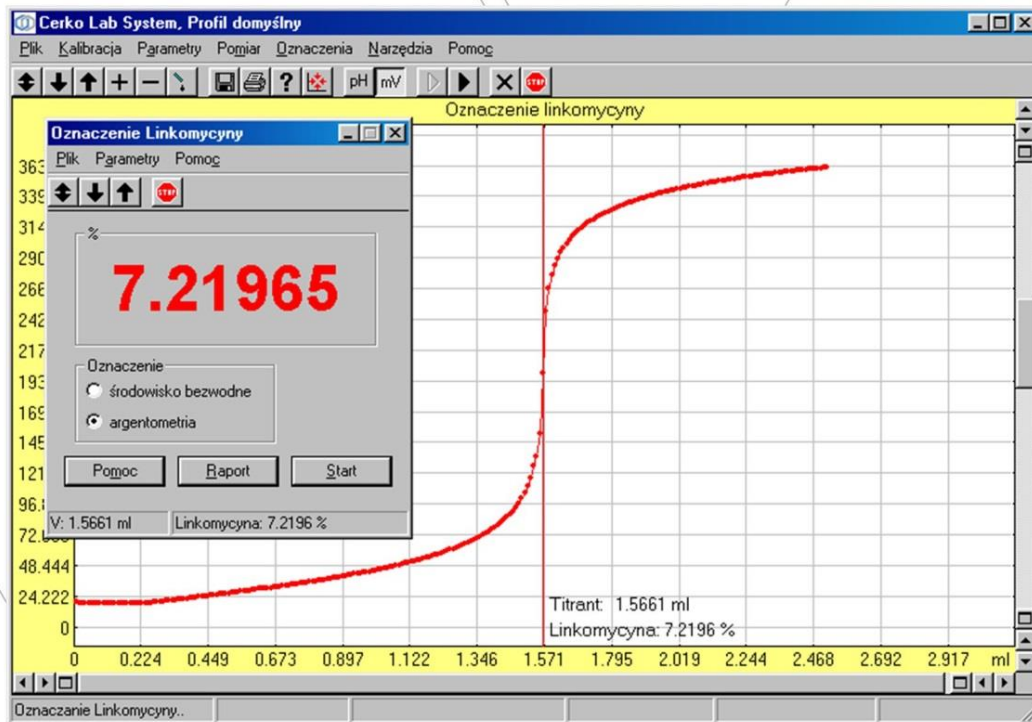 Cerko Lab System, Profil domyślny
Plik Kalibracja Parametry Pomiar Oznaczenia Narzędzia Pomoc
pH mV
STOP
Oznaczenie linkomycyny
Oznaczenie Linkomycyny
Plik Parametry Pomoc
STOP
%
7.21965
Oznaczenie
środowisko bezwodne
argentometria
Pomoc Raport Start
V: 1.5661 ml Linkomycyna: 7.2196 %
363
339
314
290
266
242
217
193
169
145
121
96.
72.
48.444
24.222
0
Titrant: 1.5661 ml
Linkomycyna: 7.2196 %
0 0.224 0.449 0.673 0.897 1.122 1.346 1.571 1.795 2.019 2.244 2.468 2.692 2.917 ml
Oznaczanie Linkomycyny..